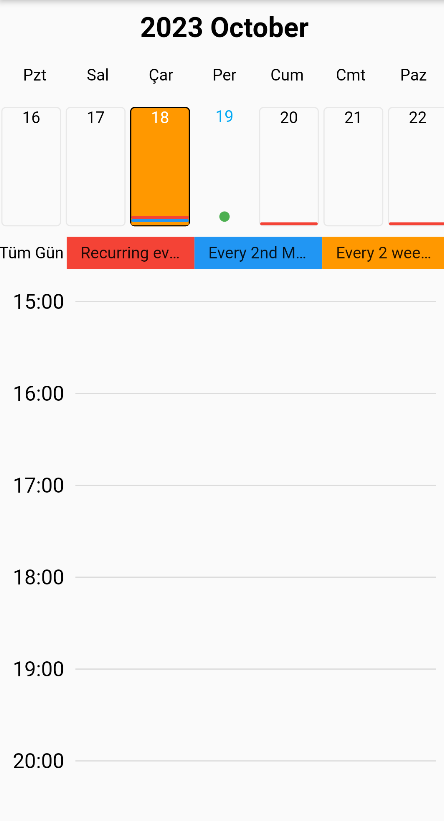 2023 October
Pzt Sal Çar Per Cum Cmt Paz
16 17 18 19 20 21 22
Tüm Gün Recurring ev... Every 2nd M... Every 2 wee...
15:00
16:00
17:00
18:00
19:00
20:00